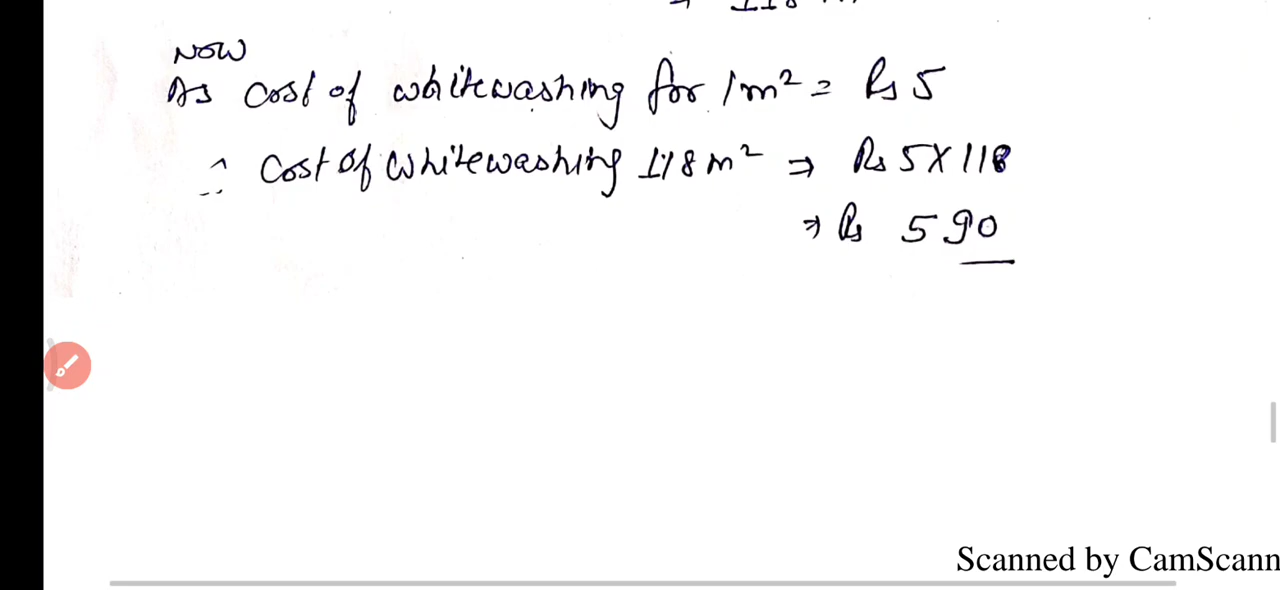 118
Now
As cost of whitewashing for 1m² = Rs 5
∴ cost of whitewashing 118 m² ⇒ Rs 5 X 118
⇒ Rs 590
Scanned by CamScann